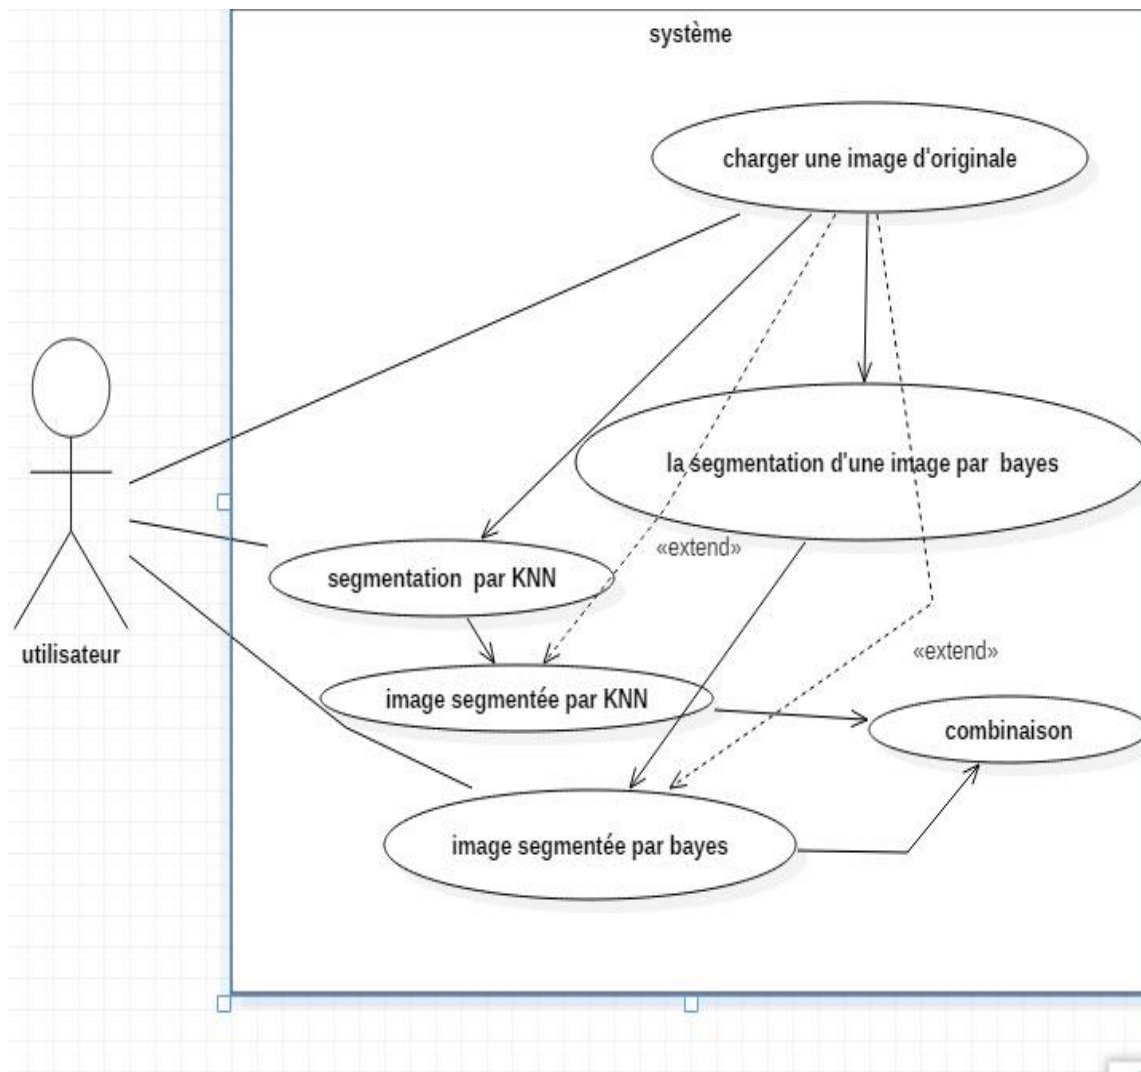 système
charger une image d'originale
la segmentation d'une image par bayes
«extend»
segmentation par KNN
utilisateur
«extend»
image segmentée par KNN
combinaison
image segmentée par bayes